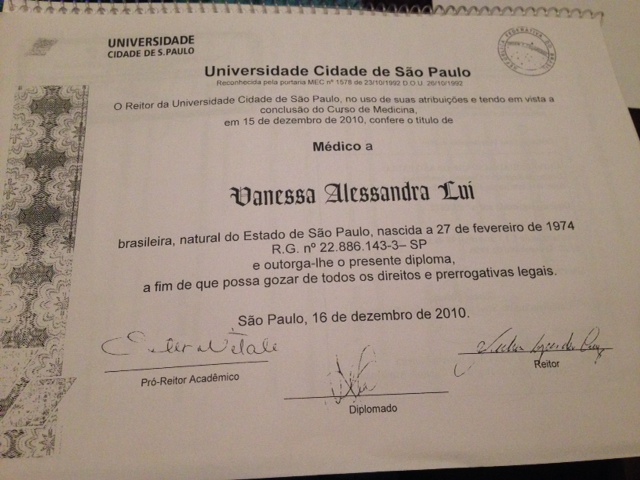 UNIVERSIDADE
CIDADE DE S.PAULO
Universidade Cidade de São Paulo
Reconhecida pela portaria MEC nº 1578 de 23/10/1992 D.O.U. 26/10/1992
O Reitor da Universidade Cidade de São Paulo, no uso de suas atribuições e tendo em vista a
conclusão do Curso de Medicina,
em 15 de dezembro de 2010, confere o título de
Médico a
Vanessa Alessandra Lui
brasileira, natural do Estado de São Paulo, nascida a 27 de fevereiro de 1974
R.G. nº 22.886.143-3– SP
e outorga-lhe o presente diploma,
a fim de que possa gozar de todos os direitos e prerrogativas legais.
São Paulo, 16 de dezembro de 2010.
Pró-Reitor Acadêmico
Diplomado
Reitor